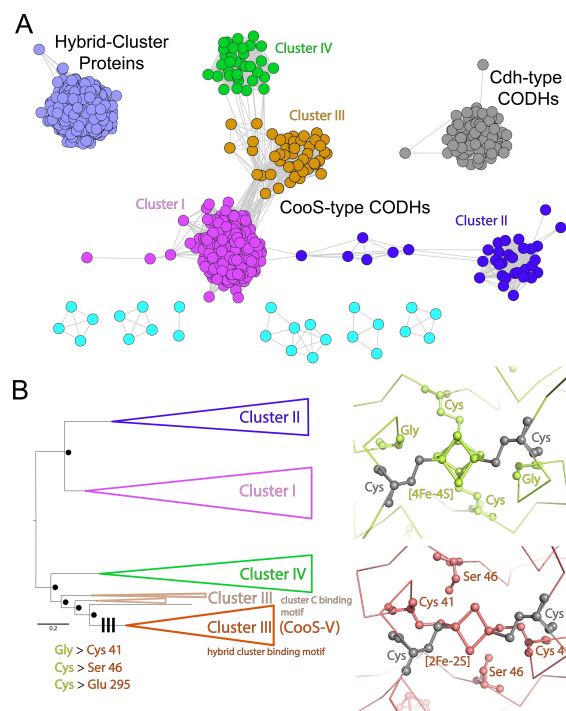 A
Hybrid-Cluster
Proteins
Cluster IV
Cdh-type
CODHs
Cluster III
Cluster I
CooS-type CODHs
Cluster II
B
Cluster II
Cluster I
Cluster IV
Cluster III
cluster C binding
motif
Cluster III (CooS-V)
hybrid cluster binding motif
0.2
Gly > Cys 41
Cys > Ser 46
Cys > Glu 295
Cys
Gly
Cys
Cys
Gly
[4Fe-4S]
Cys
Ser 46
Cys 41
Cys
Cys
[2Fe-2S]
Cys 4
Ser 46